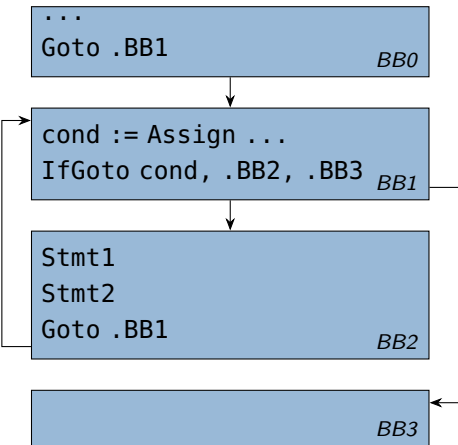 ...
Goto .BB1
BB0
cond := Assign ...
IfGoto cond, .BB2, .BB3
BB1
Stmt1
Stmt2
Goto .BB1
BB2
BB3